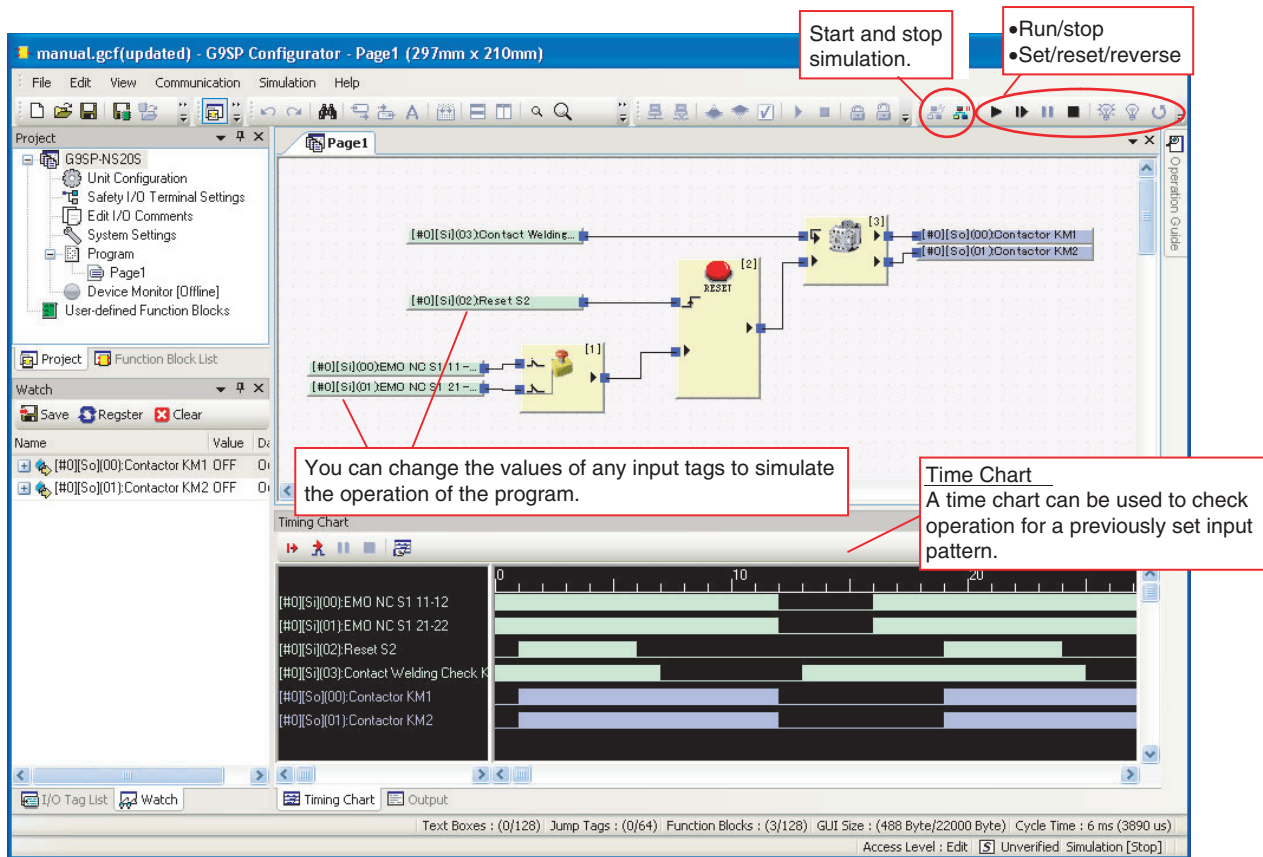 Start and stop
simulation.
•Run/stop
•Set/reset/reverse
manual.gcf(updated) - G9SP Configurator - Page1 (297mm x 210mm)
File Edit View Communication Simulation Help
Project
Page1
G9SP-NS20S
Unit Configuration
Safety I/O Terminal Settings
Edit I/O Comments
System Settings
Program
Page1
Device Monitor [Offline]
User-defined Function Blocks
Operation Guide
[#0][Si](03):Contact Welding...
[3]
[#0][So](00):Contactor KM1
[#0][So](01):Contactor KM2
[2]
RESET
[#0][Si](02):Reset S2
[1]
[#0][Si](00):EMO NC S1 11-...
[#0][Si](01):EMO NC S1 21-...
Project Function Block List
Watch
Save Regster Clear
Name Value
[#0][So](00):Contactor KM1 OFF
[#0][So](01):Contactor KM2 OFF
You can change the values of any input tags to simulate
the operation of the program.
Time Chart
A time chart can be used to check
operation for a previously set input
pattern.
Timing Chart
0 10 20
[#0][Si](00):EMO NC S1 11-12
[#0][Si](01):EMO NC S1 21-22
[#0][Si](02):Reset S2
[#0][Si](03):Contact Welding Check K
[#0][So](00):Contactor KM1
[#0][So](01):Contactor KM2
I/O Tag List Watch
Timing Chart Output
Text Boxes : (0/128) Jump Tags : (0/64) Function Blocks : (3/128) GUI Size : (488 Byte/22000 Byte) Cycle Time : 6 ms (3890 us)
Access Level : Edit S Unverified Simulation [Stop]